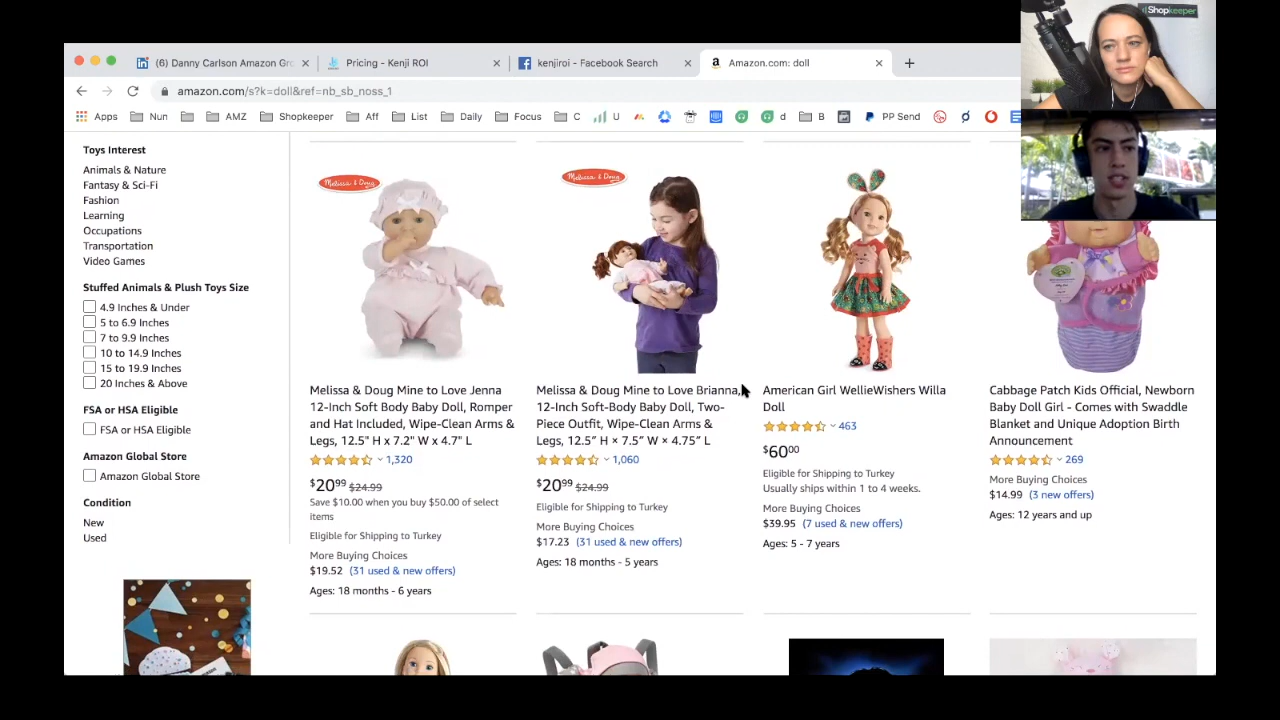 Shopkeeper
(6) Danny Carlson Amazon Gro
Pricing - Kenji ROI
kenjiroi - Facebook Search
Amazon.com: doll
amazon.com/s?k=doll&ref=nb_sb_noss_1
Apps
Nun
AMZ
Shopkeeper
Aff
List
Daily
Focus
C
U
d
B
PP Send
Toys Interest
Animals & Nature
Fantasy & Sci-Fi
Fashion
Learning
Occupations
Transportation
Video Games
Stuffed Animals & Plush Toys Size
4.9 Inches & Under
5 to 6.9 Inches
7 to 9.9 Inches
10 to 14.9 Inches
15 to 19.9 Inches
20 Inches & Above
FSA or HSA Eligible
FSA or HSA Eligible
Amazon Global Store
Amazon Global Store
Condition
New
Used
Melissa & Doug
Melissa & Doug Mine to Love Jenna
12-Inch Soft Body Baby Doll, Romper
and Hat Included, Wipe-Clean Arms &
Legs, 12.5" H x 7.2" W x 4.7" L
1,320
$20.99 $24.99
Save $10.00 when you buy $50.00 of select
items
Eligible for Shipping to Turkey
More Buying Choices
$19.52 (31 used & new offers)
Ages: 18 months - 6 years
Melissa & Doug
Melissa & Doug Mine to Love Brianna,
12-Inch Soft-Body Baby Doll, Two-
Piece Outfit, Wipe-Clean Arms &
Legs, 12.5″ H × 7.5″ W × 4.75″ L
1,060
$20.99 $24.99
Eligible for Shipping to Turkey
More Buying Choices
$17.23 (31 used & new offers)
Ages: 18 months - 5 years
American Girl WellieWishers Willa
Doll
463
$60.00
Eligible for Shipping to Turkey
Usually ships within 1 to 4 weeks.
More Buying Choices
$39.95 (7 used & new offers)
Ages: 5 - 7 years
Cabbage Patch Kids Official, Newborn
Baby Doll Girl - Comes with Swaddle
Blanket and Unique Adoption Birth
Announcement
269
More Buying Choices
$14.99 (3 new offers)
Ages: 12 years and up